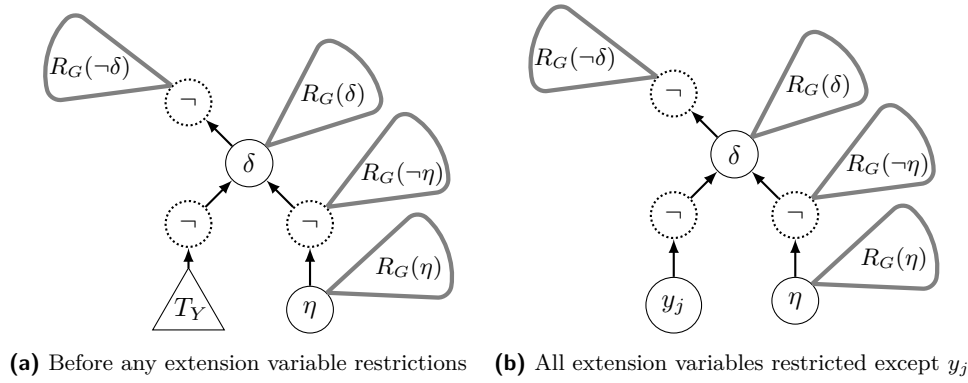 R_G(¬δ)
R_G(δ)
¬
δ
R_G(¬η)
¬
¬
R_G(η)
T_Y
η
(a) Before any extension variable restrictions
R_G(¬δ)
R_G(δ)
¬
δ
R_G(¬η)
¬
¬
R_G(η)
y_j
η
(b) All extension variables restricted except y_j